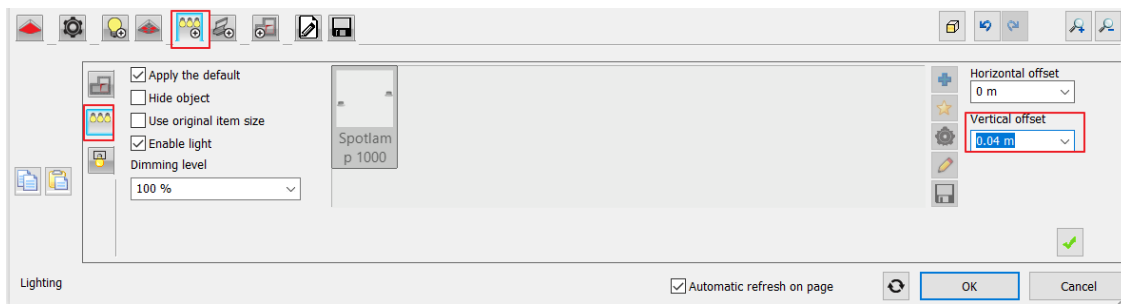 Apply the default
Hide object
Use original item size
Enable light
Dimming level
100 %
Spotlam
p 1000
Horizontal offset
0 m
Vertical offset
0.04 m
Lighting
Automatic refresh on page
OK
Cancel